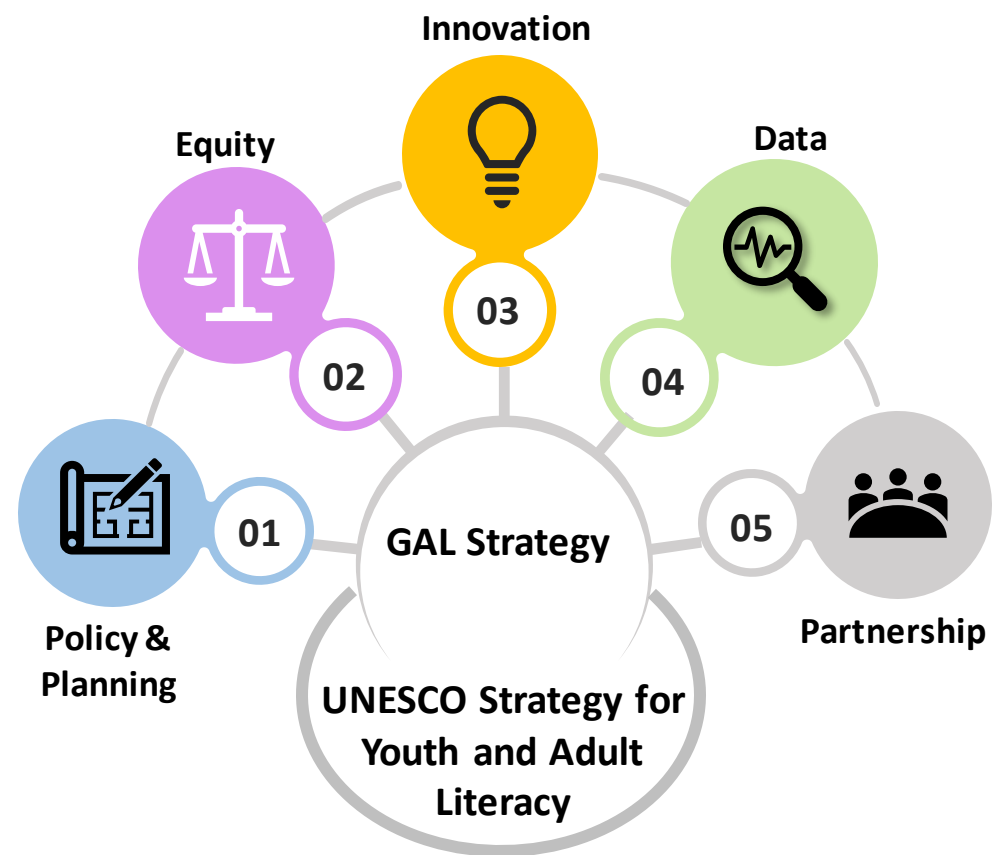 Innovation
Equity
Data
03
02
04
01
GAL Strategy
05
Policy &
Planning
Partnership
UNESCO Strategy for
Youth and Adult
Literacy